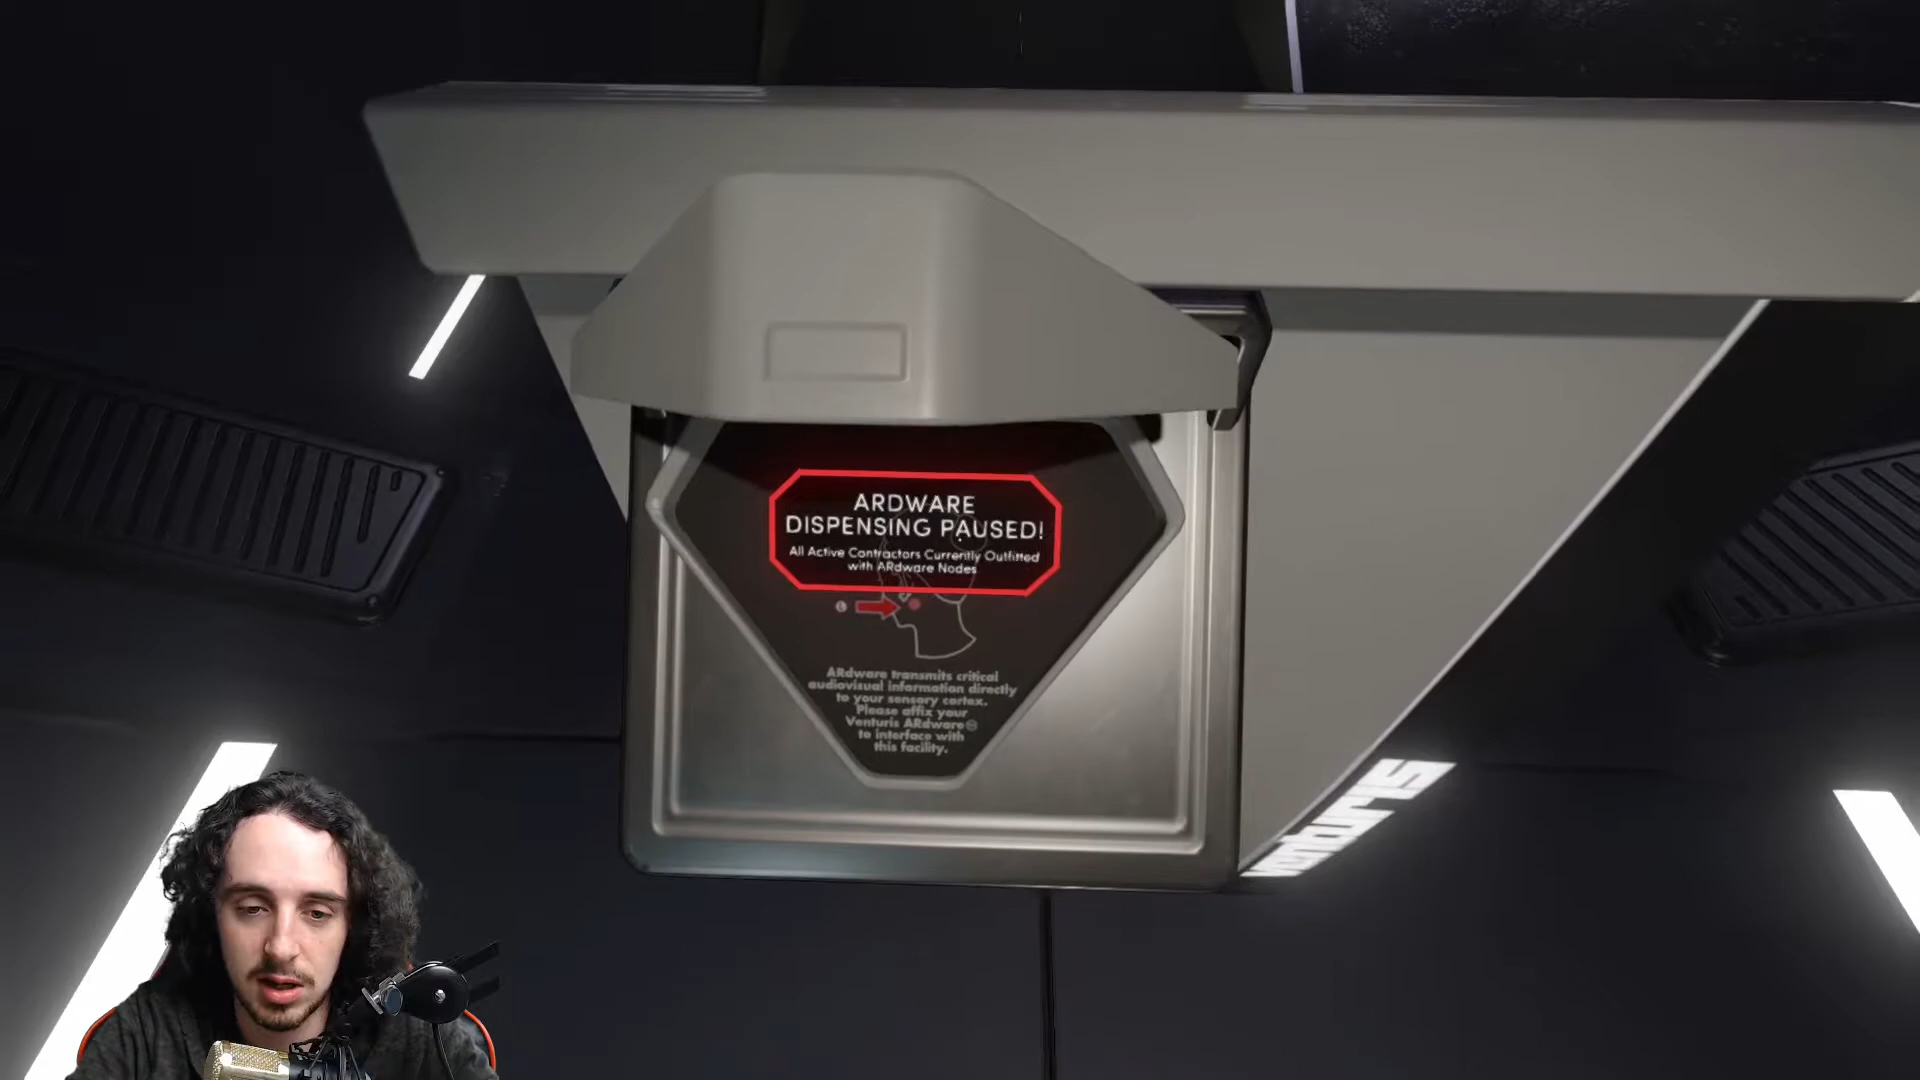 ARDWARE
DISPENSING PAUSED!
All Active Contractors Currently Outfitted
with ARdware Nodes
L
ARdware transmits critical
audiovisual information directly
to your sensory cortex.
Please affix your
Venturis ARdware
to interface with
this facility.
venturis